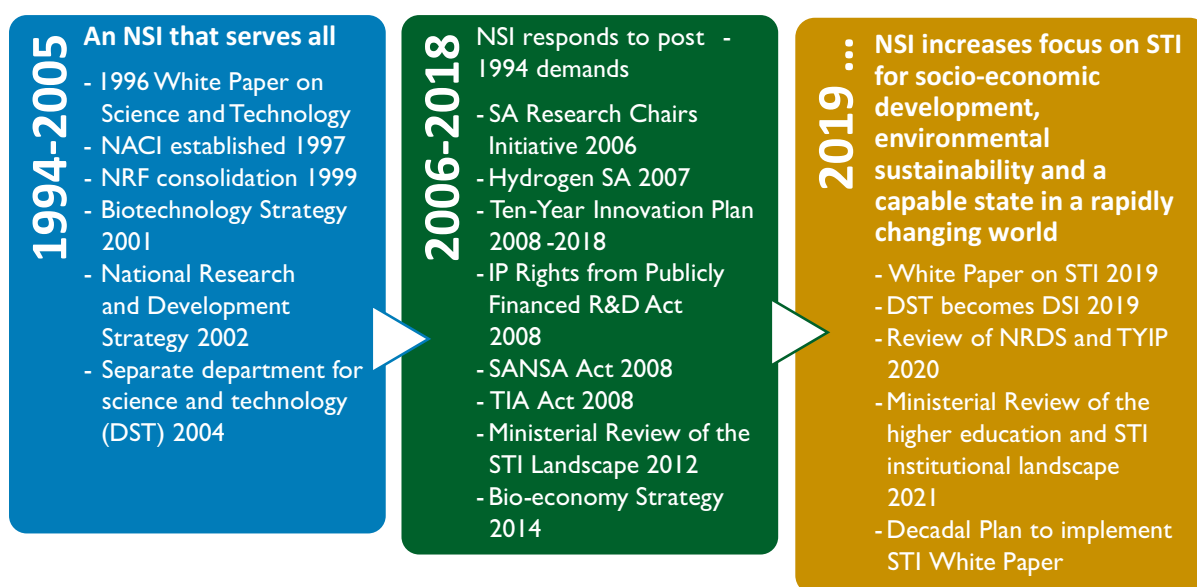 1994-2005
An NSI that serves all
- 1996 White Paper on
Science and Technology
- NACI established 1997
- NRF consolidation 1999
- Biotechnology Strategy
2001
- National Research
and Development
Strategy 2002
- Separate department for
science and technology
(DST) 2004
2006-2018
NSI responds to post -
1994 demands
- SA Research Chairs
Initiative 2006
- Hydrogen SA 2007
- Ten-Year Innovation Plan
2008 -2018
- IP Rights from Publicly
Financed R&D Act
2008
- SANSA Act 2008
- TIA Act 2008
- Ministerial Review of the
STI Landscape 2012
- Bio-economy Strategy
2014
2019 ...
NSI increases focus on STI
for socio-economic
development,
environmental
sustainability and a
capable state in a rapidly
changing world
- White Paper on STI 2019
- DST becomes DSI 2019
- Review of NRDS and TYIP
2020
- Ministerial Review of the
higher education and STI
institutional landscape
2021
- Decadal Plan to implement
STI White Paper